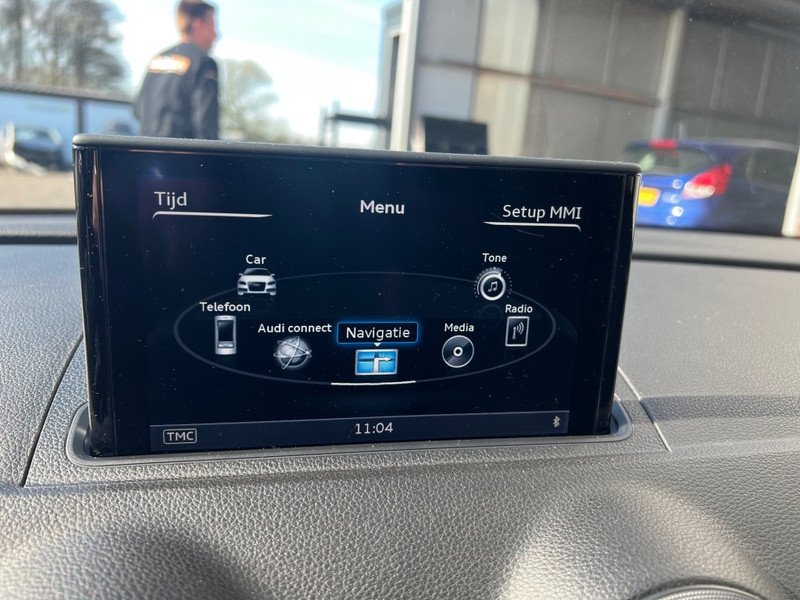 Tijd
Menu
Setup MMI
Car
Tone
Telefoon
Radio
Audi connect
Navigatie
Media
TMC
11:04